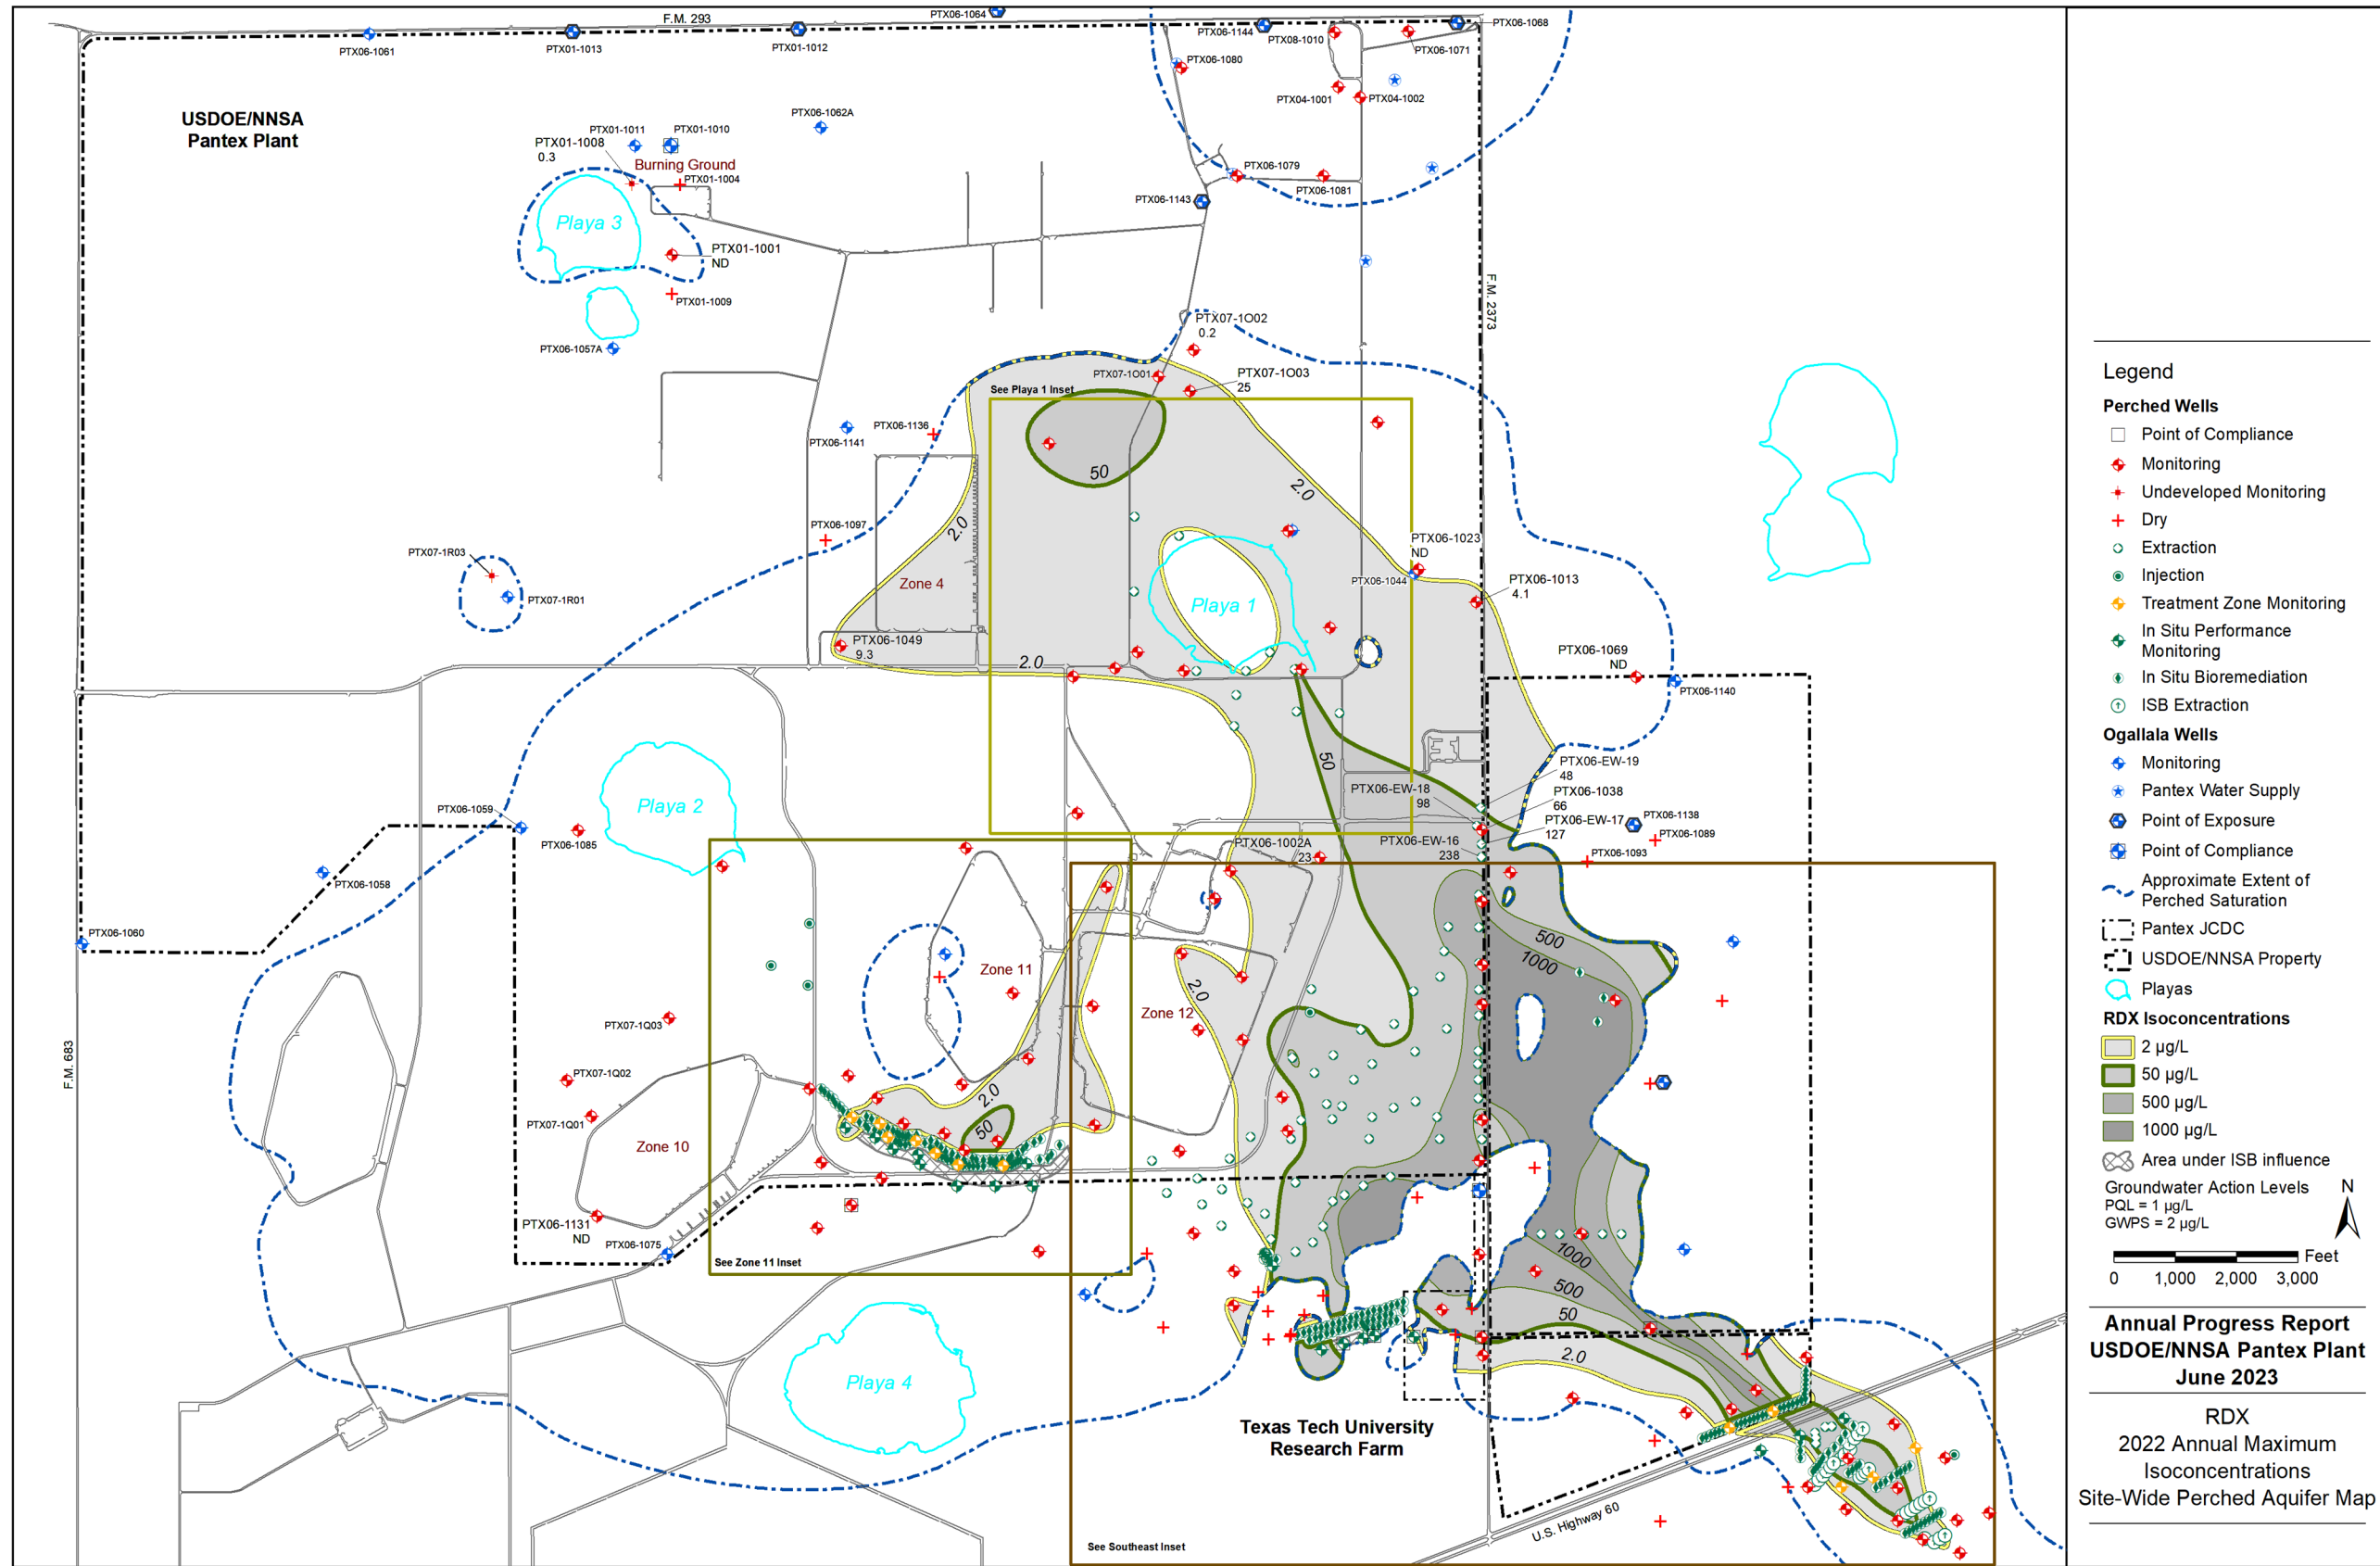 F.M. 293
PTX06-1064
PTX06-1061
PTX01-1013
PTX01-1012
PTX06-1144
PTX08-1010
PTX06-1068
PTX06-1071
PTX06-1080
PTX04-1001
PTX04-1002
USDOE/NNSA
Pantex Plant
PTX06-1062A
PTX01-1011
PTX01-1010
PTX01-1008
0.3
Burning Ground
PTX01-1004
PTX06-1079
PTX06-1081
PTX06-1143
Playa 3
PTX01-1001
ND
PTX01-1009
F.M. 2373
PTX06-1057A
PTX07-1O02
0.2
PTX07-1O01
PTX07-1O03
25
See Playa 1 Inset
PTX06-1136
PTX06-1141
50
2.0
2.0
PTX06-1097
PTX06-1023
ND
PTX06-1044
PTX06-1013
4.1
PTX07-1R03
PTX07-1R01
Zone 4
Playa 1
PTX06-1049
9.3
2.0
PTX06-1069
ND
PTX06-1140
50
PTX06-EW-19
48
PTX06-EW-18
98
PTX06-1038
66
PTX06-EW-17
127
PTX06-EW-16
238
PTX06-1138
PTX06-1089
PTX06-1093
Playa 2
PTX06-1059
PTX06-1085
PTX06-1002A
23
PTX06-1058
PTX06-1060
500
1000
Zone 11
2.0
Zone 12
PTX07-1Q03
F.M. 683
PTX07-1Q02
PTX07-1Q01
2.0
50
Zone 10
PTX06-1131
ND
PTX06-1075
See Zone 11 Inset
1000
500
50
2.0
Playa 4
Texas Tech University
Research Farm
U.S. Highway 60
See Southeast Inset
Legend
Perched Wells
Point of Compliance
Monitoring
Undeveloped Monitoring
Dry
Extraction
Injection
Treatment Zone Monitoring
In Situ Performance
Monitoring
In Situ Bioremediation
ISB Extraction
Ogallala Wells
Monitoring
Pantex Water Supply
Point of Exposure
Point of Compliance
Approximate Extent of
Perched Saturation
Pantex JCDC
USDOE/NNSA Property
Playas
RDX Isoconcentrations
2 µg/L
50 µg/L
500 µg/L
1000 µg/L
Area under ISB influence
Groundwater Action Levels
PQL = 1 µg/L
GWPS = 2 µg/L
N
Feet
0 1,000 2,000 3,000
Annual Progress Report
USDOE/NNSA Pantex Plant
June 2023
RDX
2022 Annual Maximum
Isoconcentrations
Site-Wide Perched Aquifer Map